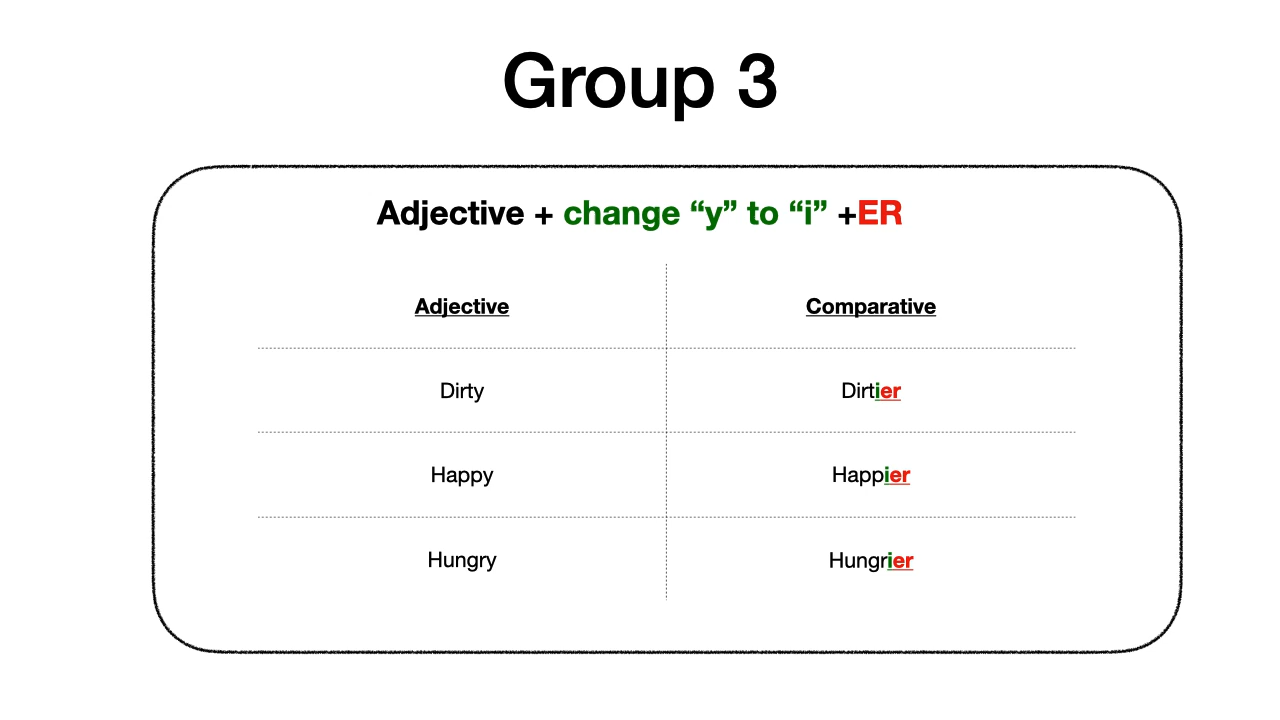 Group 3
Adjective + change “y” to “i” +ER
Adjective Comparative
Dirty Dirtier
Happy Happier
Hungry Hungrier